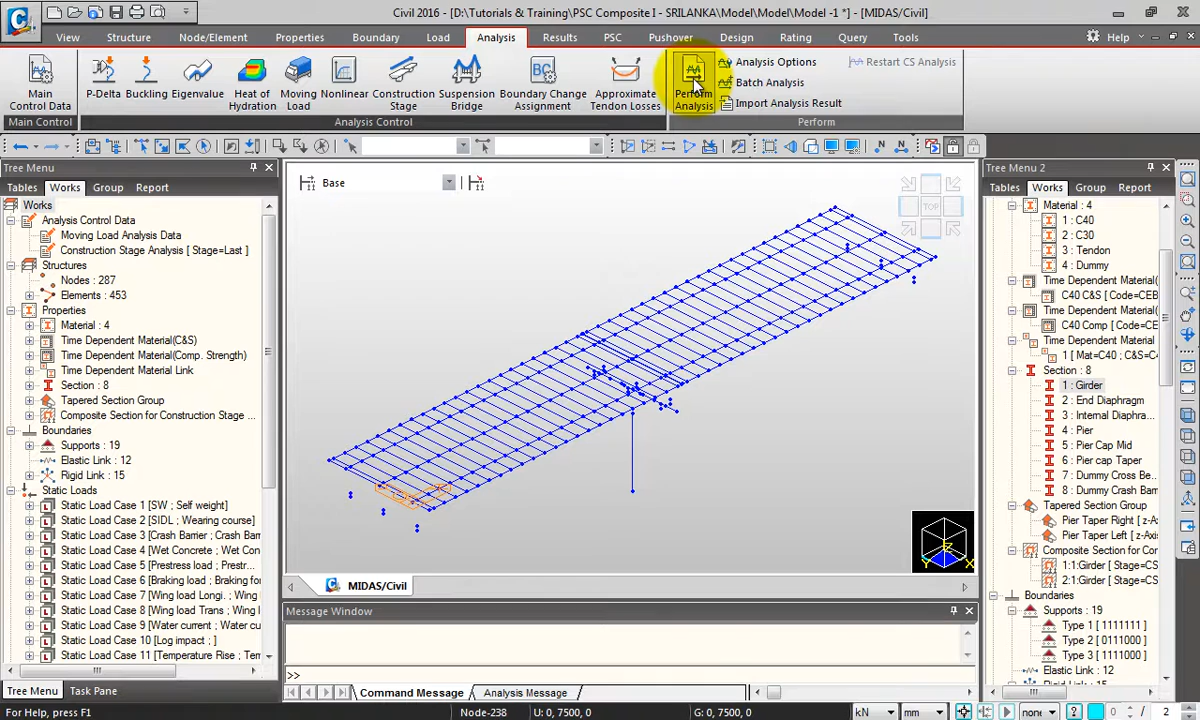 Civil 2016 - [D:\Tutorials & Training\PSC Composite I - SRILANKA\Model\Model\Model -1 *] - [MIDAS/Civil]
View Structure Node/Element Properties Boundary Load Analysis Results PSC Pushover Design Rating Query Tools Help
Main Control Data
P-Delta
Buckling
Eigenvalue
Heat of Hydration
Moving Load
Nonlinear
Construction Stage
Suspension Bridge
Boundary Change Assignment
Approximate Tendon Losses
Perform Analysis
Analysis Options
Batch Analysis
Import Analysis Result
Restart CS Analysis
Main Control Analysis Control Perform
Tree Menu
Tables Works Group Report
Works
Analysis Control Data
Moving Load Analysis Data
Construction Stage Analysis [ Stage=Last ]
Structures
Nodes : 287
Elements : 453
Properties
Material : 4
Time Dependent Material(C&S)
Time Dependent Material(Comp. Strength)
Time Dependent Material Link
Section : 8
Tapered Section Group
Composite Section for Construction Stage ...
Boundaries
Supports : 19
Elastic Link : 12
Rigid Link : 15
Static Loads
Static Load Case 1 [SW ; Self weight]
Static Load Case 2 [SIDL ; Wearing course]
Static Load Case 3 [Crash Barrier ; Crash Bar
Static Load Case 4 [Wet Concrete ; Wet Con
Static Load Case 5 [Prestress load ; Prestr...
Static Load Case 6 [Braking load ; Braking fo
Static Load Case 7 [Wing load Longi. ; Wing
Static Load Case 8 [Wing load Trans ; Wing lo
Static Load Case 9 [Water current ; Water cu
Static Load Case 10 [Log impact ; ]
Static Load Case 11 [Temperature Rise ; Tem
Tree Menu Task Pane
Base
TOP
Z
Y
X
MIDAS/Civil
Message Window
>>
Command Message Analysis Message
Tree Menu 2
Tables Works Group Report
Material : 4
1 : C40
2 : C30
3 : Tendon
4 : Dummy
Time Dependent Material(
C40 C&S [ Code=CEB
Time Dependent Material(
C40 Comp [ Code=CE
Time Dependent Material
1 [ Mat=C40 ; C&S=C4
Section : 8
1 : Girder
2 : End Diaphragm
3 : Internal Diaphra...
4 : Pier
5 : Pier Cap Mid
6 : Pier cap Taper
7 : Dummy Cross Be
8 : Dummy Crash Bam
Tapered Section Group
Pier Taper Right [ z-Ax
Pier Taper Left [ z-Axis
Composite Section for Con
1:1:Girder [ Stage=CS
2:1:Girder [ Stage=CS
Boundaries
Supports : 19
Type 1 [ 1111111 ]
Type 2 [ 0111000 ]
Type 3 [ 1111000 ]
Elastic Link : 12
For Help, press F1
Node-238
U: 0, 7500, 0
G: 0, 7500, 0
kN
mm
none
0 / 2